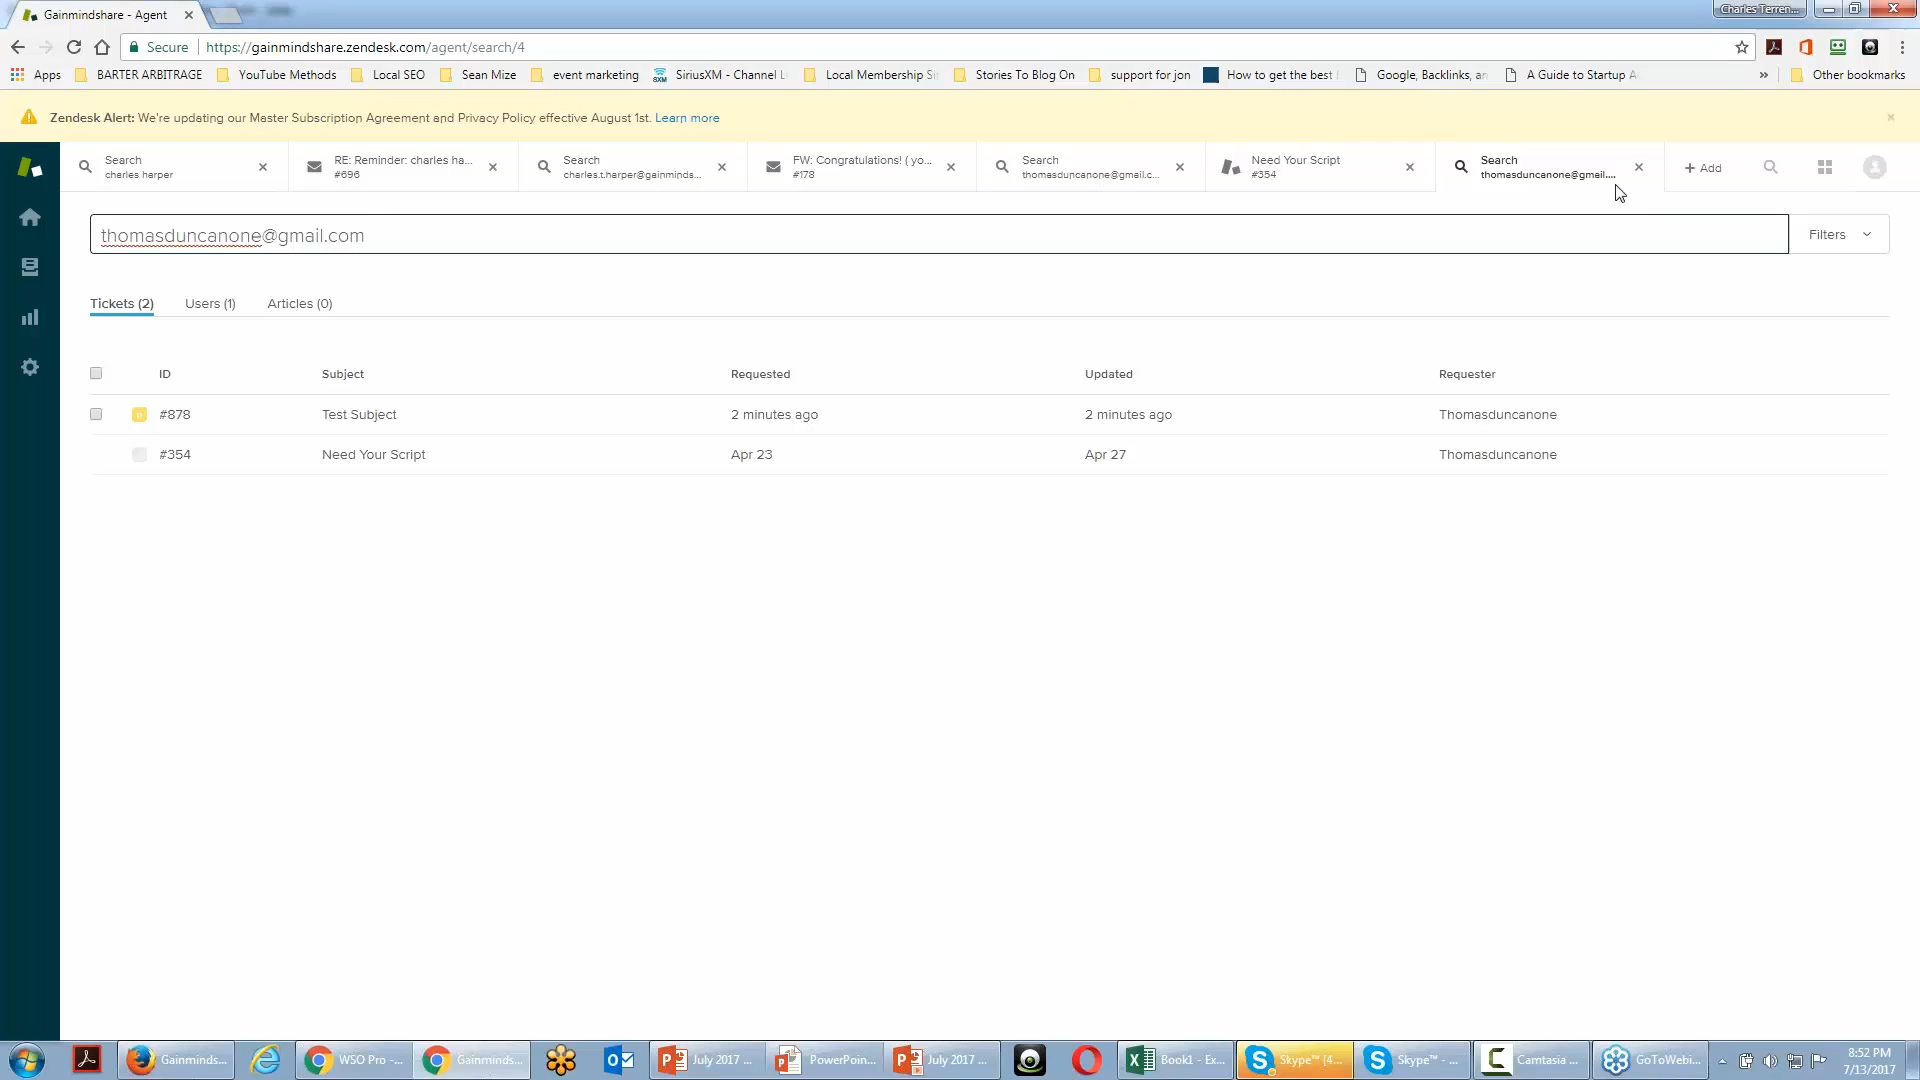 Gainmindshare - Agent
Charles Terren...
Secure https://gainmindshare.zendesk.com/agent/search/4
Apps BARTER ARBITRAGE YouTube Methods Local SEO Sean Mize event marketing SiriusXM - Channel L Local Membership Si Stories To Blog On support for jon How to get the best Google, Backlinks, an A Guide to Startup A » Other bookmarks
Zendesk Alert: We're updating our Master Subscription Agreement and Privacy Policy effective August 1st. Learn more
Search RE: Reminder: charles ha... Search FW: Congratulations! ( yo... Search Need Your Script Search + Add
charles harper #696 charles.t.harper@gainminds... #178 thomasduncanone@gmail.c... #354 thomasduncanone@gmail....
thomasduncanone@gmail.com Filters
Tickets (2) Users (1) Articles (0)
ID Subject Requested Updated Requester
#878 Test Subject 2 minutes ago 2 minutes ago Thomasduncanone
#354 Need Your Script Apr 23 Apr 27 Thomasduncanone
Gainminds... WSO Pro -... Gainminds... July 2017 ... PowerPoin... July 2017 ... Book1 - Ex... Skype™ [4... Skype™ - ... Camtasia ... GoToWebi... 8:52 PM
7/13/2017